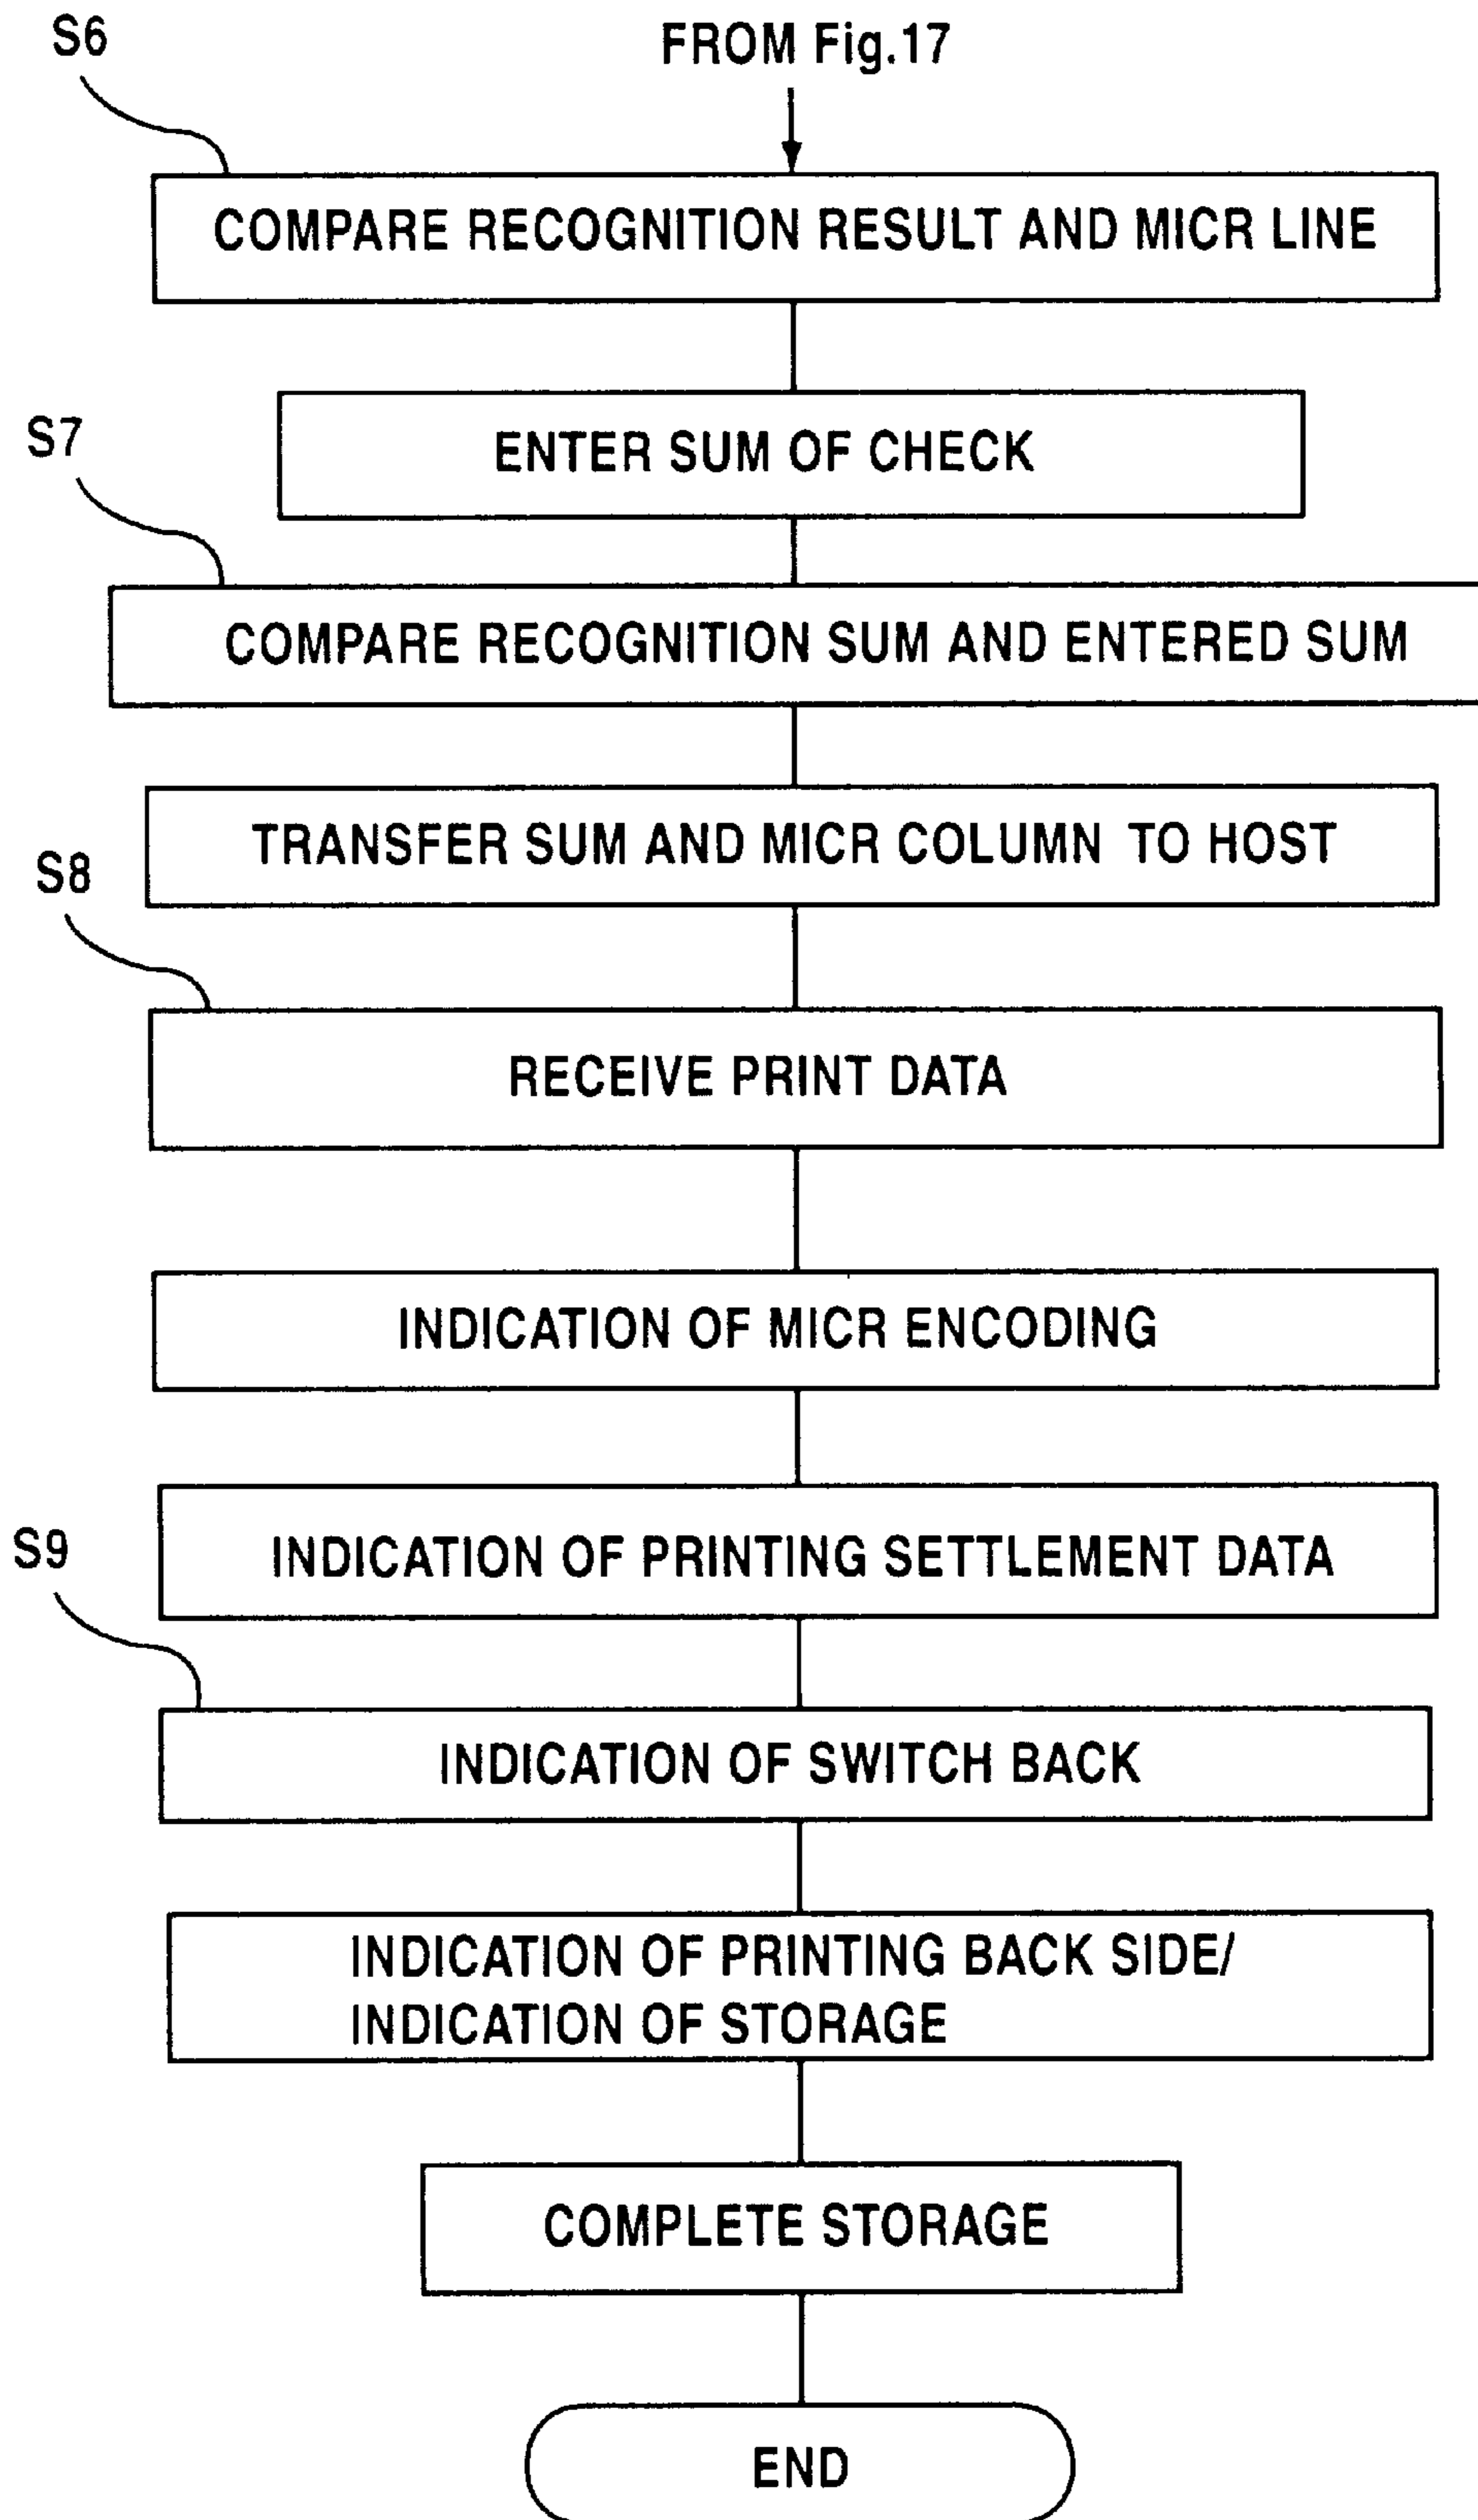 S6
FROM Fig.17
COMPARE RECOGNITION RESULT AND MICR LINE
ENTER SUM OF CHECK
S7
COMPARE RECOGNITION SUM AND ENTERED SUM
TRANSFER SUM AND MICR COLUMN TO HOST
S8
RECEIVE PRINT DATA
INDICATION OF MICR ENCODING
INDICATION OF PRINTING SETTLEMENT DATA
S9
INDICATION OF SWITCH BACK
INDICATION OF PRINTING BACK SIDE/
INDICATION OF STORAGE
COMPLETE STORAGE
END